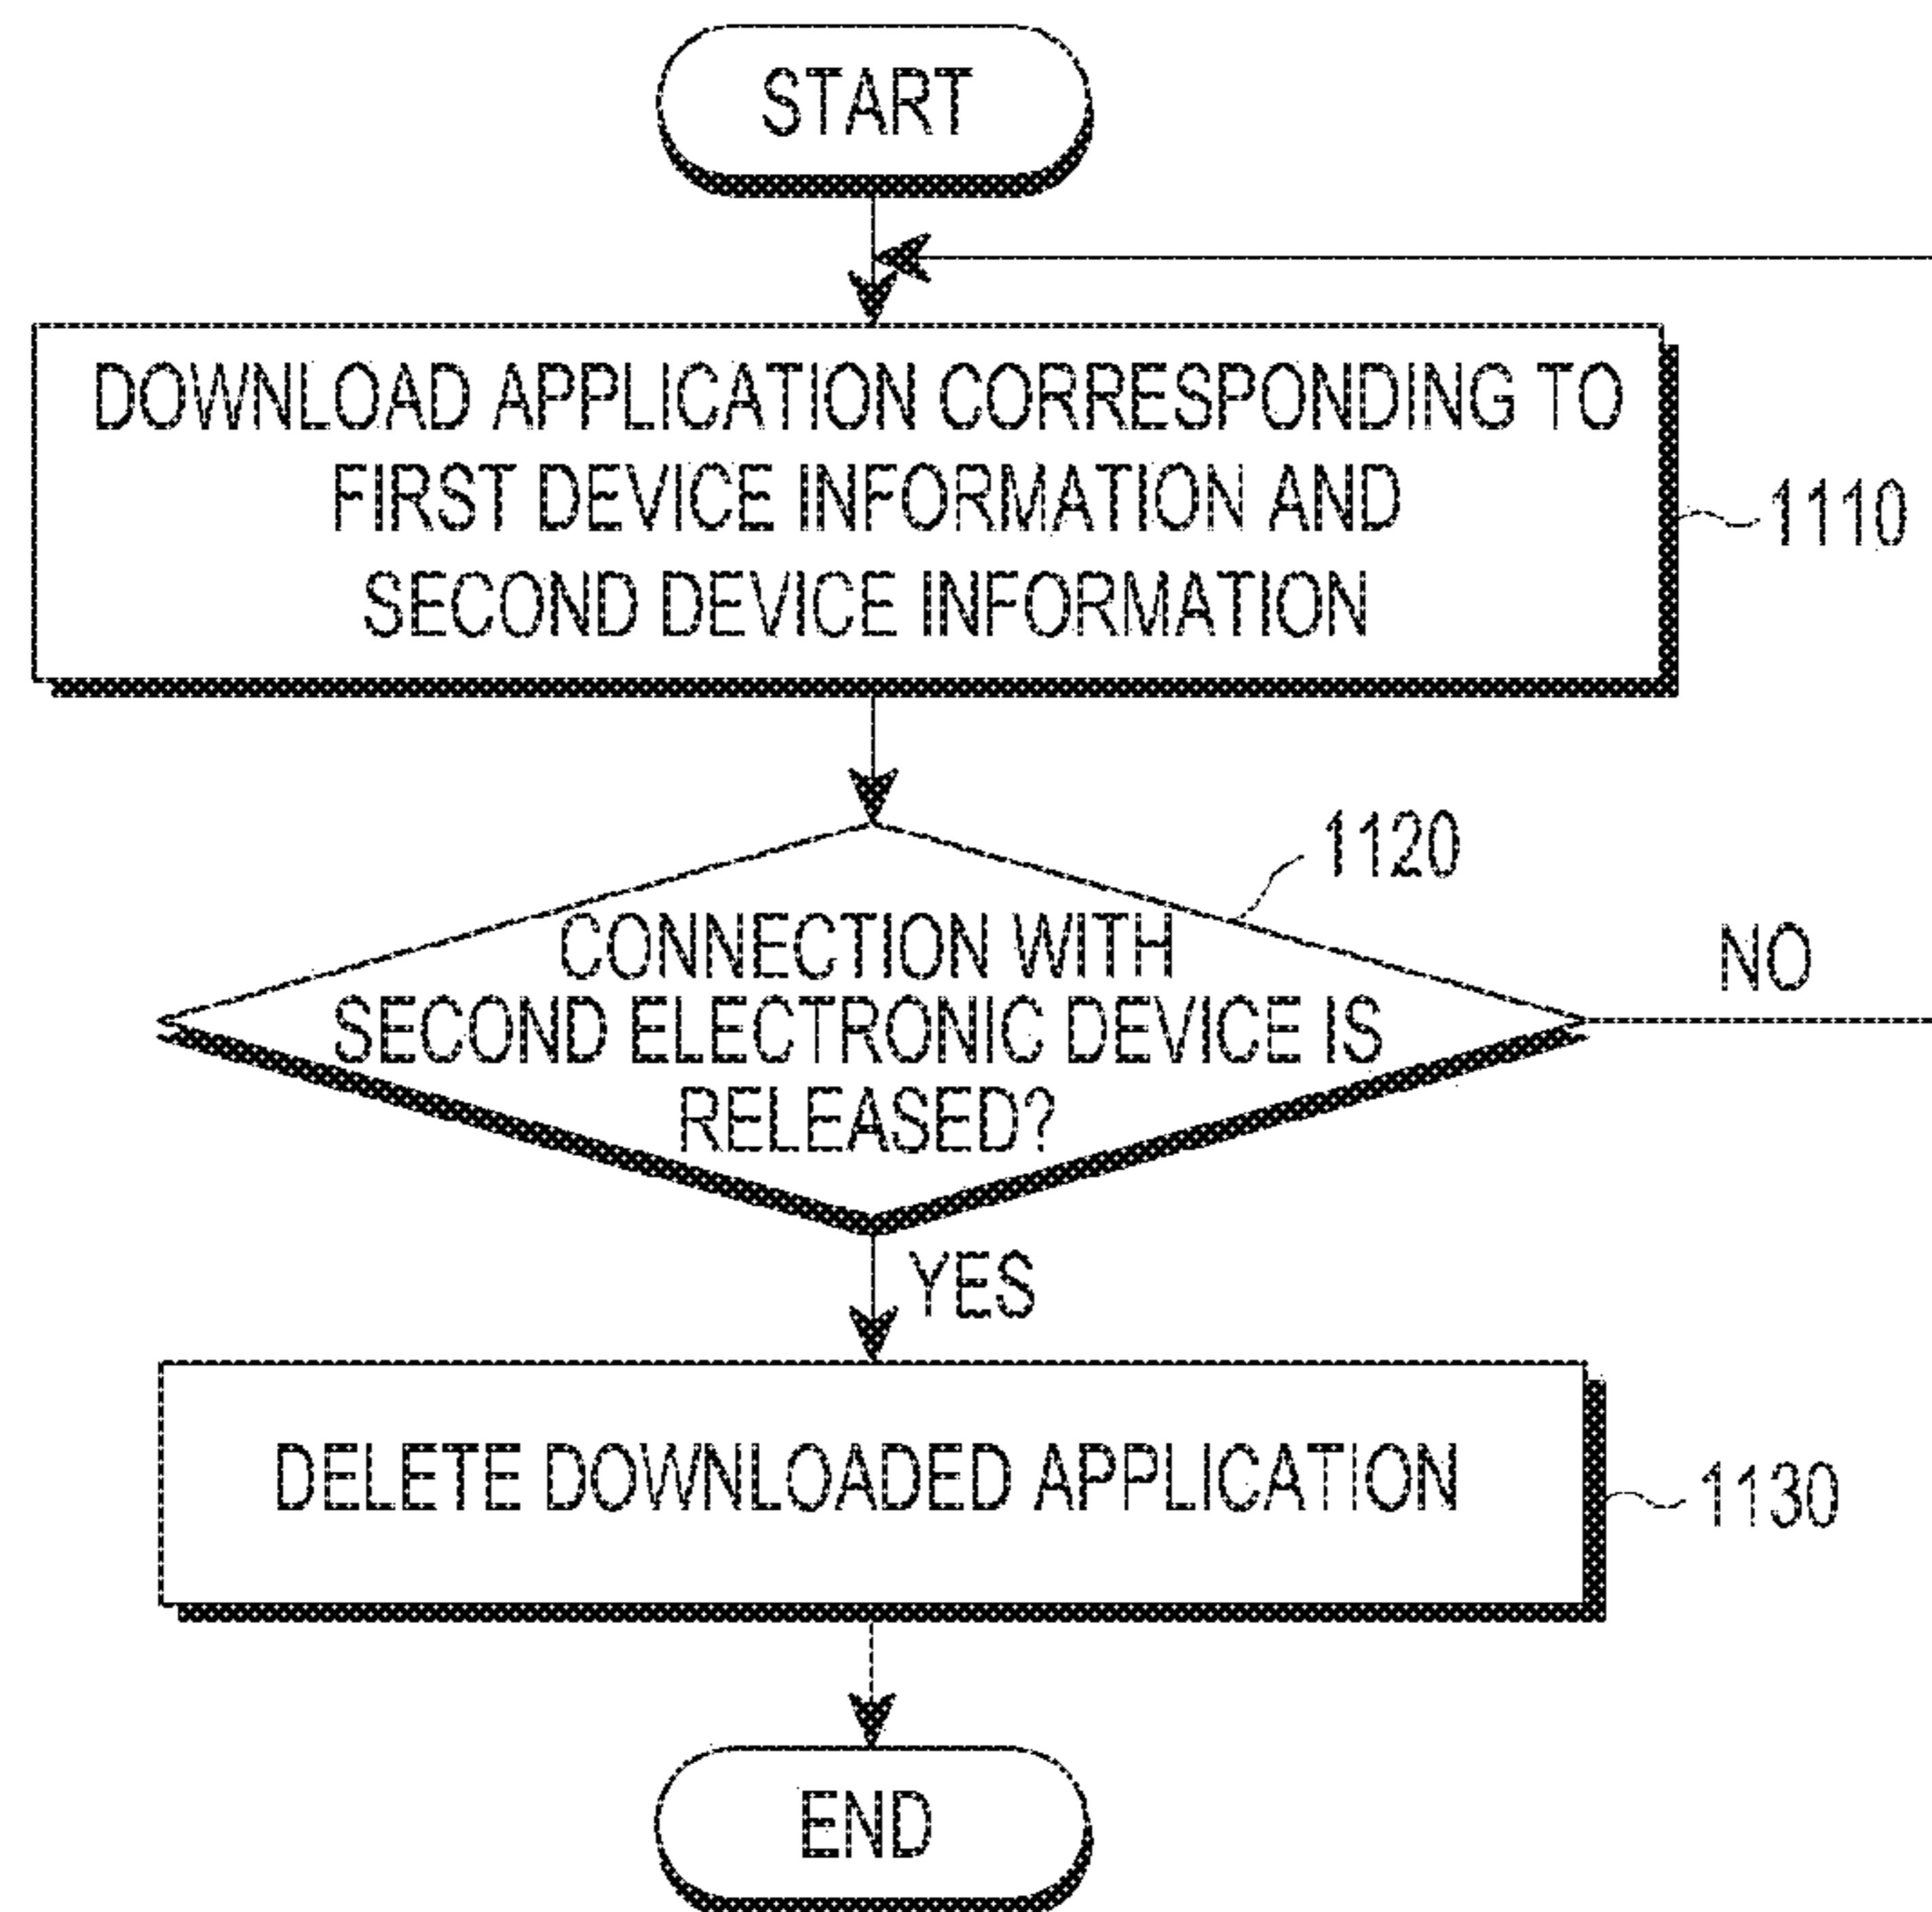 START
DOWNLOAD APPLICATION CORRESPONDING TO
FIRST DEVICE INFORMATION AND
SECOND DEVICE INFORMATION
1110
1120
CONNECTION WITH
SECOND ELECTRONIC DEVICE IS
RELEASED?
NO
YES
DELETE DOWNLOADED APPLICATION
1130
END